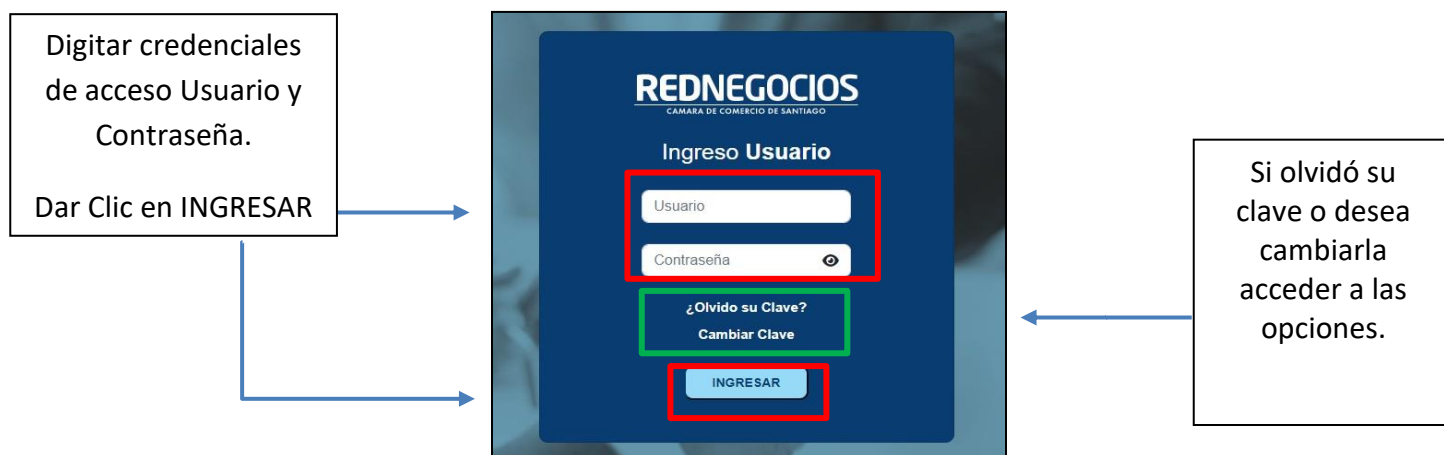 Digitar credenciales
de acceso Usuario y
Contraseña.
Dar Clic en INGRESAR
REDNEGOCIOS
CAMARA DE COMERCIO DE SANTIAGO
Ingreso Usuario
Usuario
Contraseña
¿Olvido su Clave?
Cambiar Clave
INGRESAR
Si olvidó su
clave o desea
cambiarla
acceder a las
opciones.